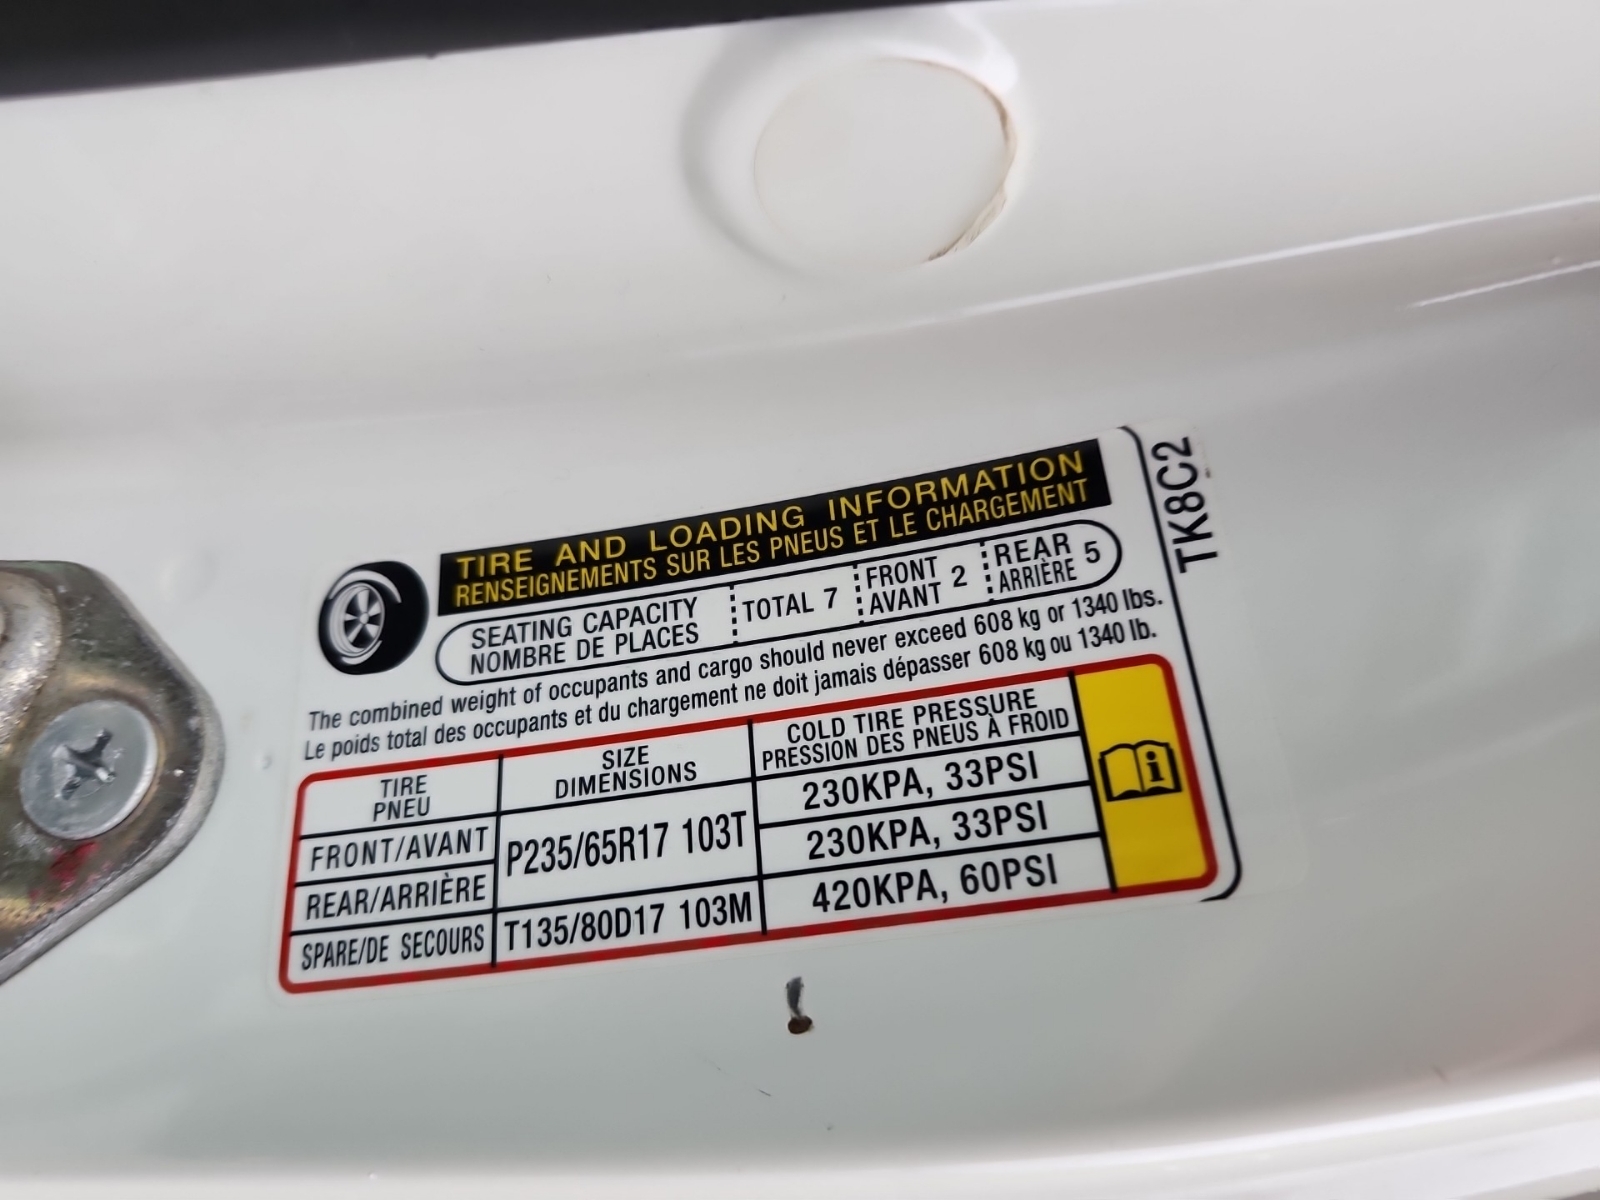 TIRE AND LOADING INFORMATION
RENSEIGNEMENTS SUR LES PNEUS ET LE CHARGEMENT
SEATING CAPACITY
NOMBRE DE PLACES
TOTAL 7
FRONT
AVANT
2
REAR
ARRIÈRE
5
The combined weight of occupants and cargo should never exceed 608 kg or 1340 lbs.
Le poids total des occupants et du chargement ne doit jamais dépasser 608 kg ou 1340 lb.
TIRE
PNEU
SIZE
DIMENSIONS
COLD TIRE PRESSURE
PRESSION DES PNEUS À FROID
FRONT/AVANT
P235/65R17 103T
230KPA, 33PSI
REAR/ARRIÈRE
230KPA, 33PSI
SPARE/DE SECOURS
T135/80D17 103M
420KPA, 60PSI
TK8C2